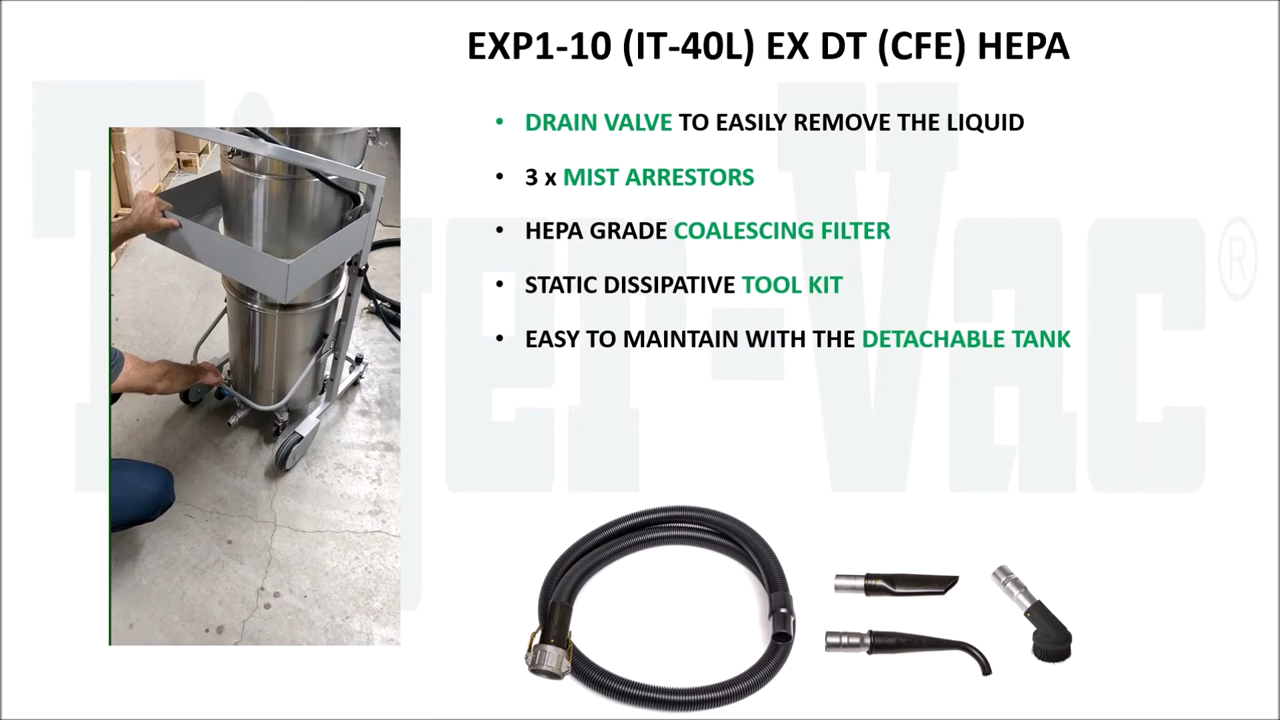 EXP1-10 (IT-40L) EX DT (CFE) HEPA
• DRAIN VALVE TO EASILY REMOVE THE LIQUID
• 3 x MIST ARRESTORS
• HEPA GRADE COALESCING FILTER
• STATIC DISSIPATIVE TOOL KIT
• EASY TO MAINTAIN WITH THE DETACHABLE TANK
Tiger-Vac®